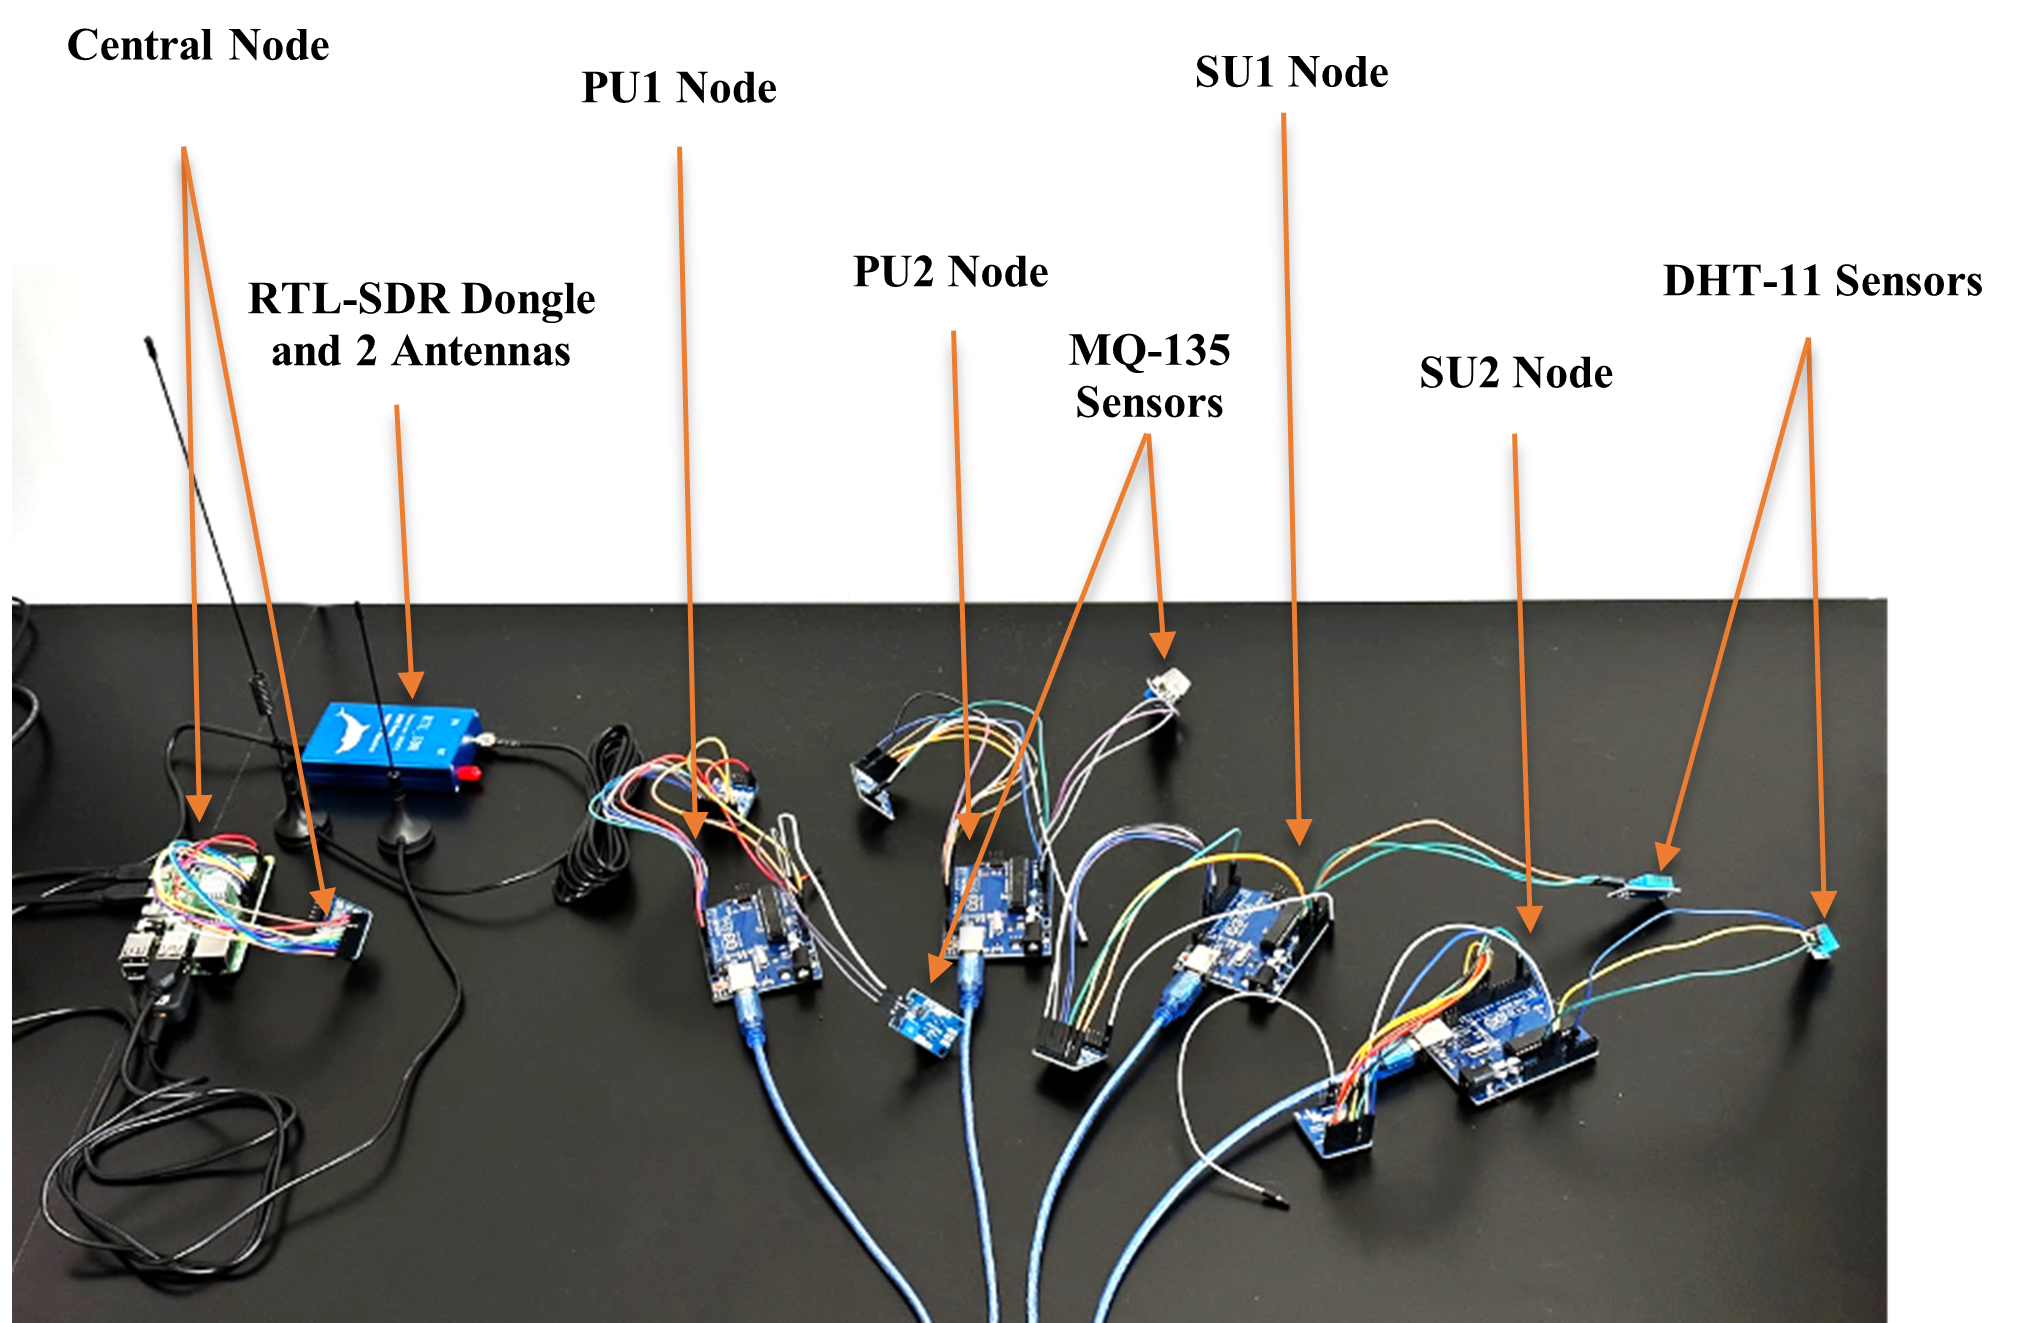 Central Node
PU1 Node
SU1 Node
PU2 Node
DHT-11 Sensors
RTL-SDR Dongle
and 2 Antennas
MQ-135
Sensors
SU2 Node